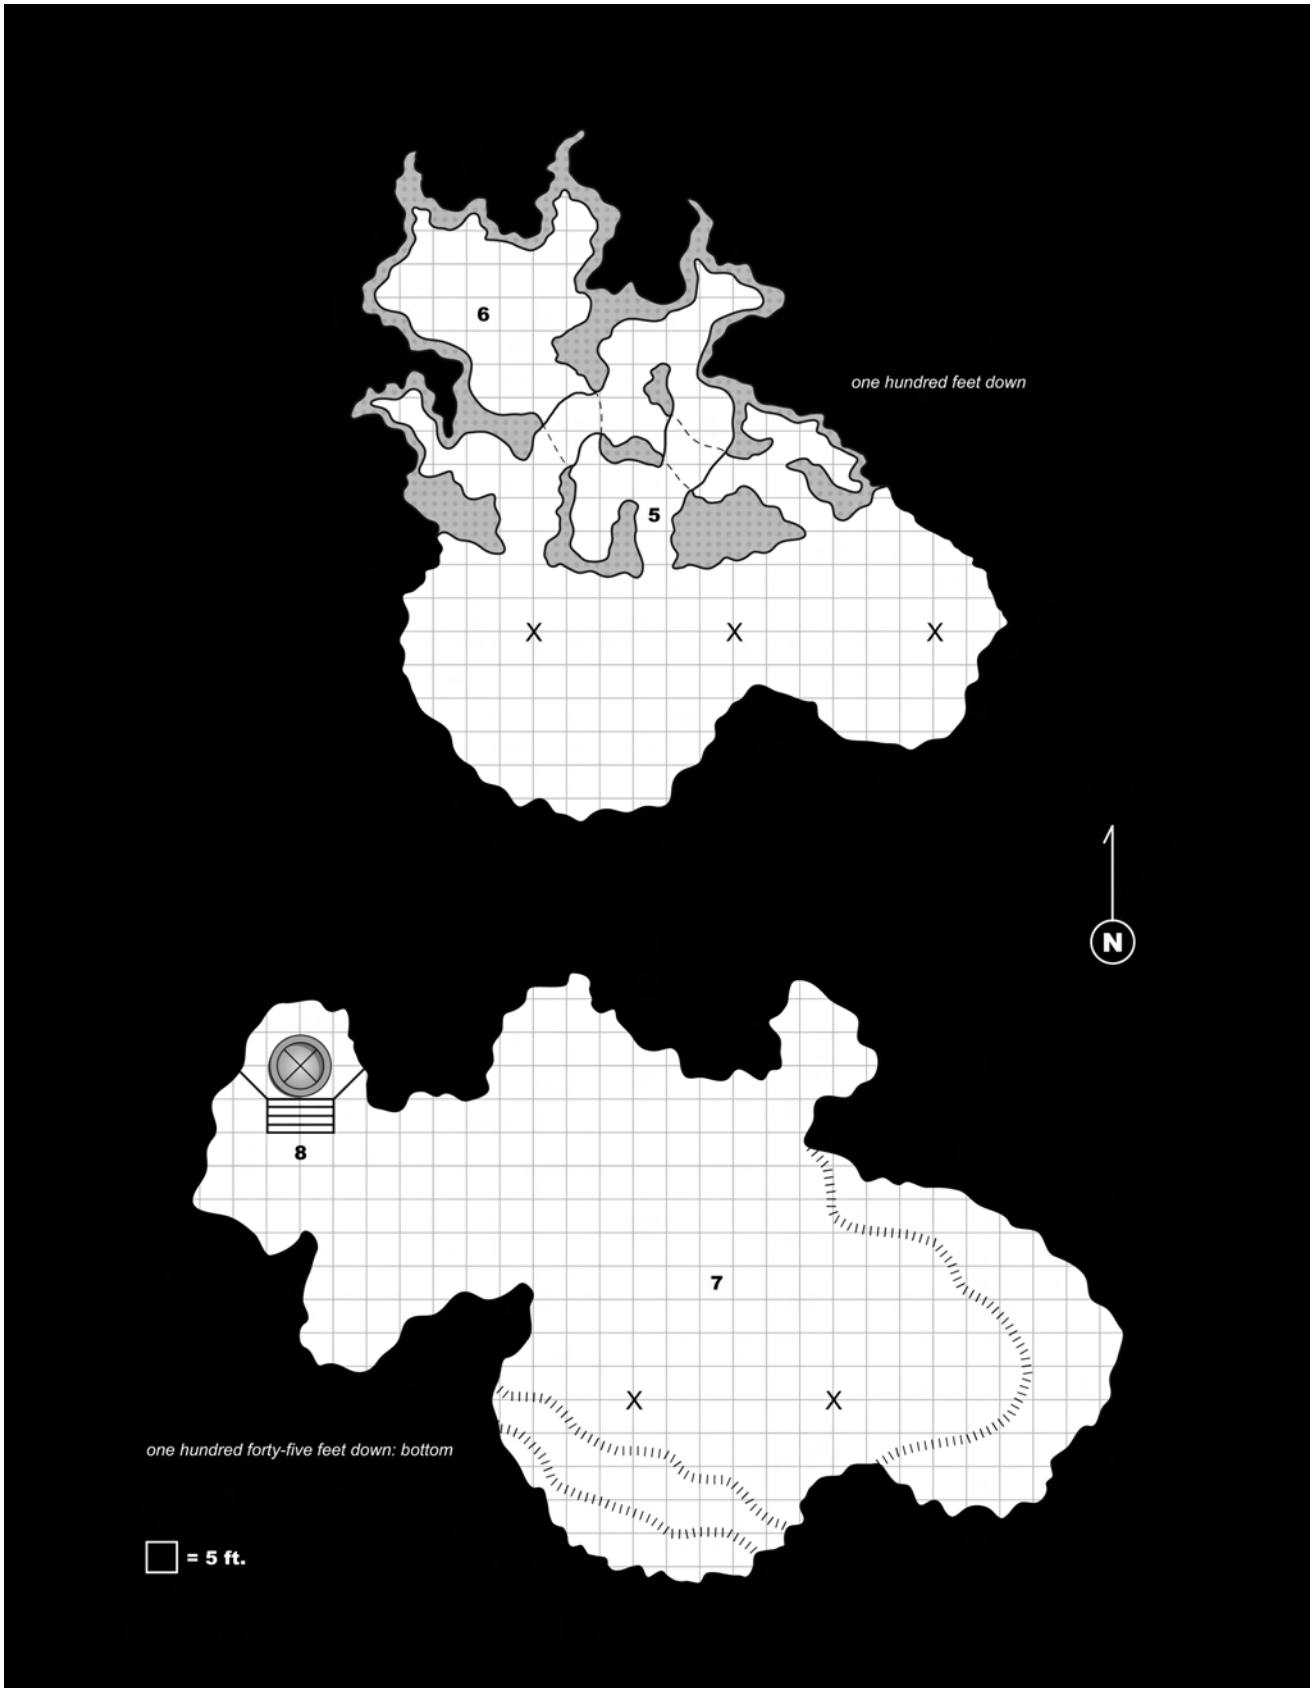 6
one hundred feet down
5
X X X
N
8
7
X X
one hundred forty-five feet down: bottom
= 5 ft.